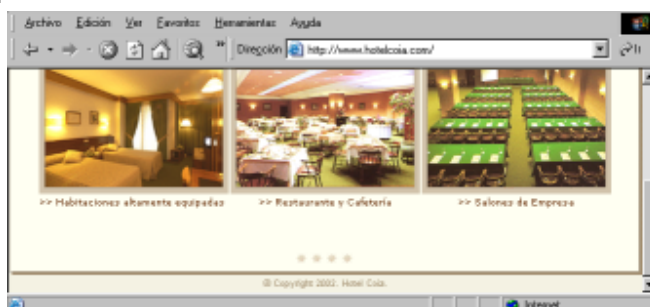 Archivo Edición Ver Favoritos Herramientas Ayuda
Dirección http://www.hotelcoia.com/
>> Habitaciones altamente equipadas >> Restaurante y Cafetería >> Salones de Empresa
© Copyright 2002. Hotel Coia.
Internet